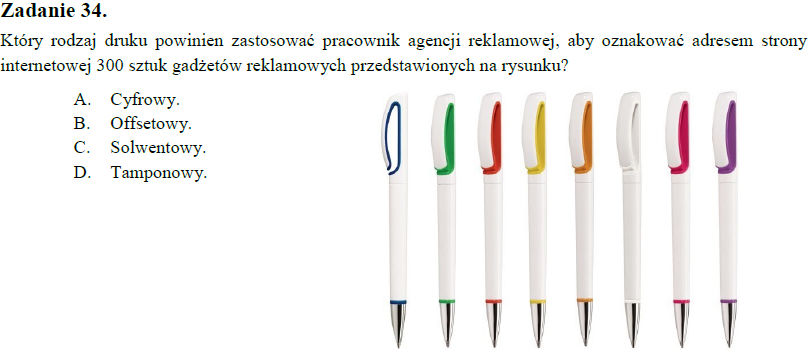 Zadanie 34.
Który rodzaj druku powinien zastosować pracownik agencji reklamowej, aby oznakować adresem strony
internetowej 300 sztuk gadżetów reklamowych przedstawionych na rysunku?
A. Cyfrowy.
B. Offsetowy.
C. Solwentowy.
D. Tamponowy.